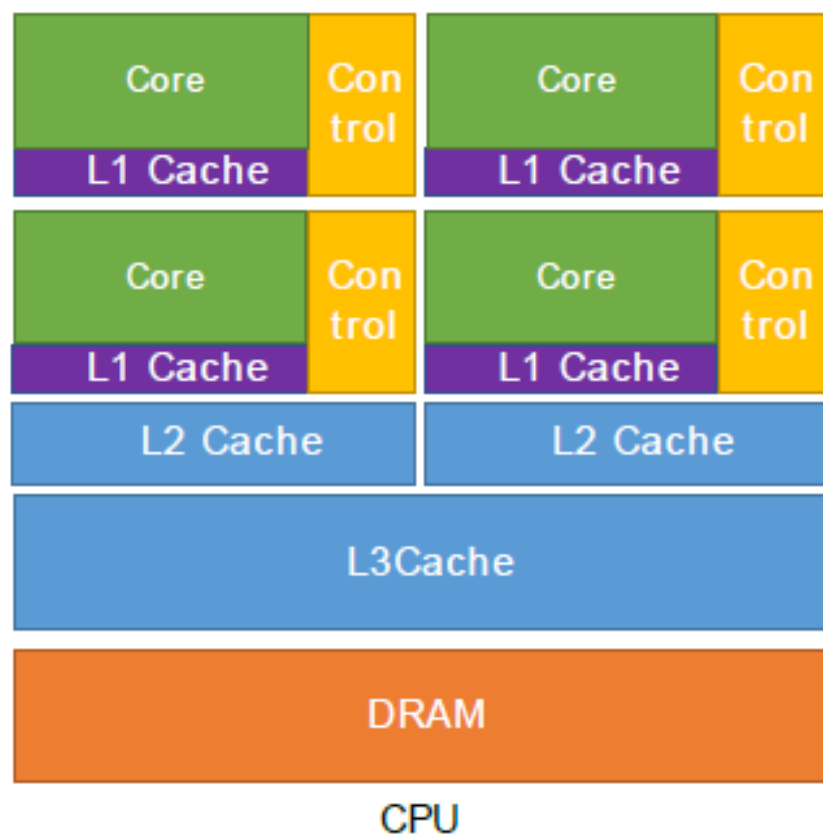 Core
Con
trol
Core
Con
trol
L1 Cache
L1 Cache
Core
Con
trol
Core
Con
trol
L1 Cache
L1 Cache
L2 Cache
L2 Cache
L3Cache
DRAM
CPU